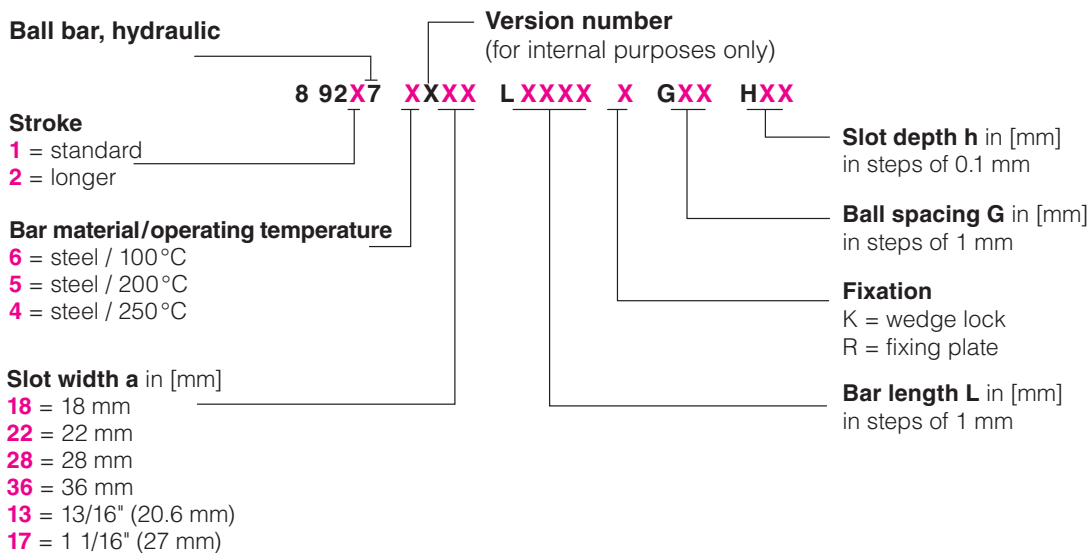 Ball bar, hydraulic
Version number
(for internal purposes only)
8 92X7 XXXX LXXXX X GXX HXX
Stroke
1 = standard
2 = longer
Bar material/operating temperature
6 = steel / 100°C
5 = steel / 200°C
4 = steel / 250°C
Slot width a in [mm]
18 = 18 mm
22 = 22 mm
28 = 28 mm
36 = 36 mm
13 = 13/16" (20.6 mm)
17 = 1 1/16" (27 mm)
Slot depth h in [mm]
in steps of 0.1 mm
Ball spacing G in [mm]
in steps of 1 mm
Fixation
K = wedge lock
R = fixing plate
Bar length L in [mm]
in steps of 1 mm